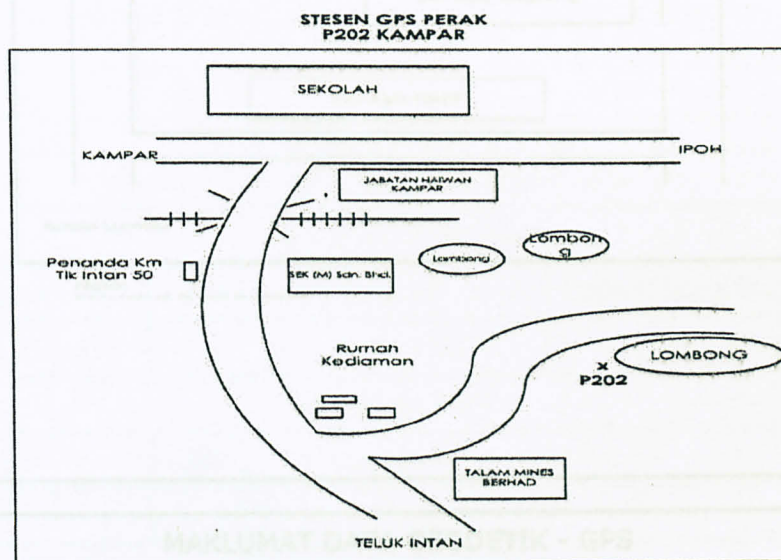 STESEN GPS PERAK
P202 KAMPAR
SEKOLAH
KAMPAR
IPOH
JABATAN HAIWAN
KAMPAR
Penanda Km
Tlk Intan 50
SEK (M) Sdn. Bhd.
Lombong
Lombon
g
Rumah
Kediaman
LOMBONG
x
P202
TALAM MINES
BERHAD
TELUK INTAN
MAKLUMAT GEODETIK - GPS